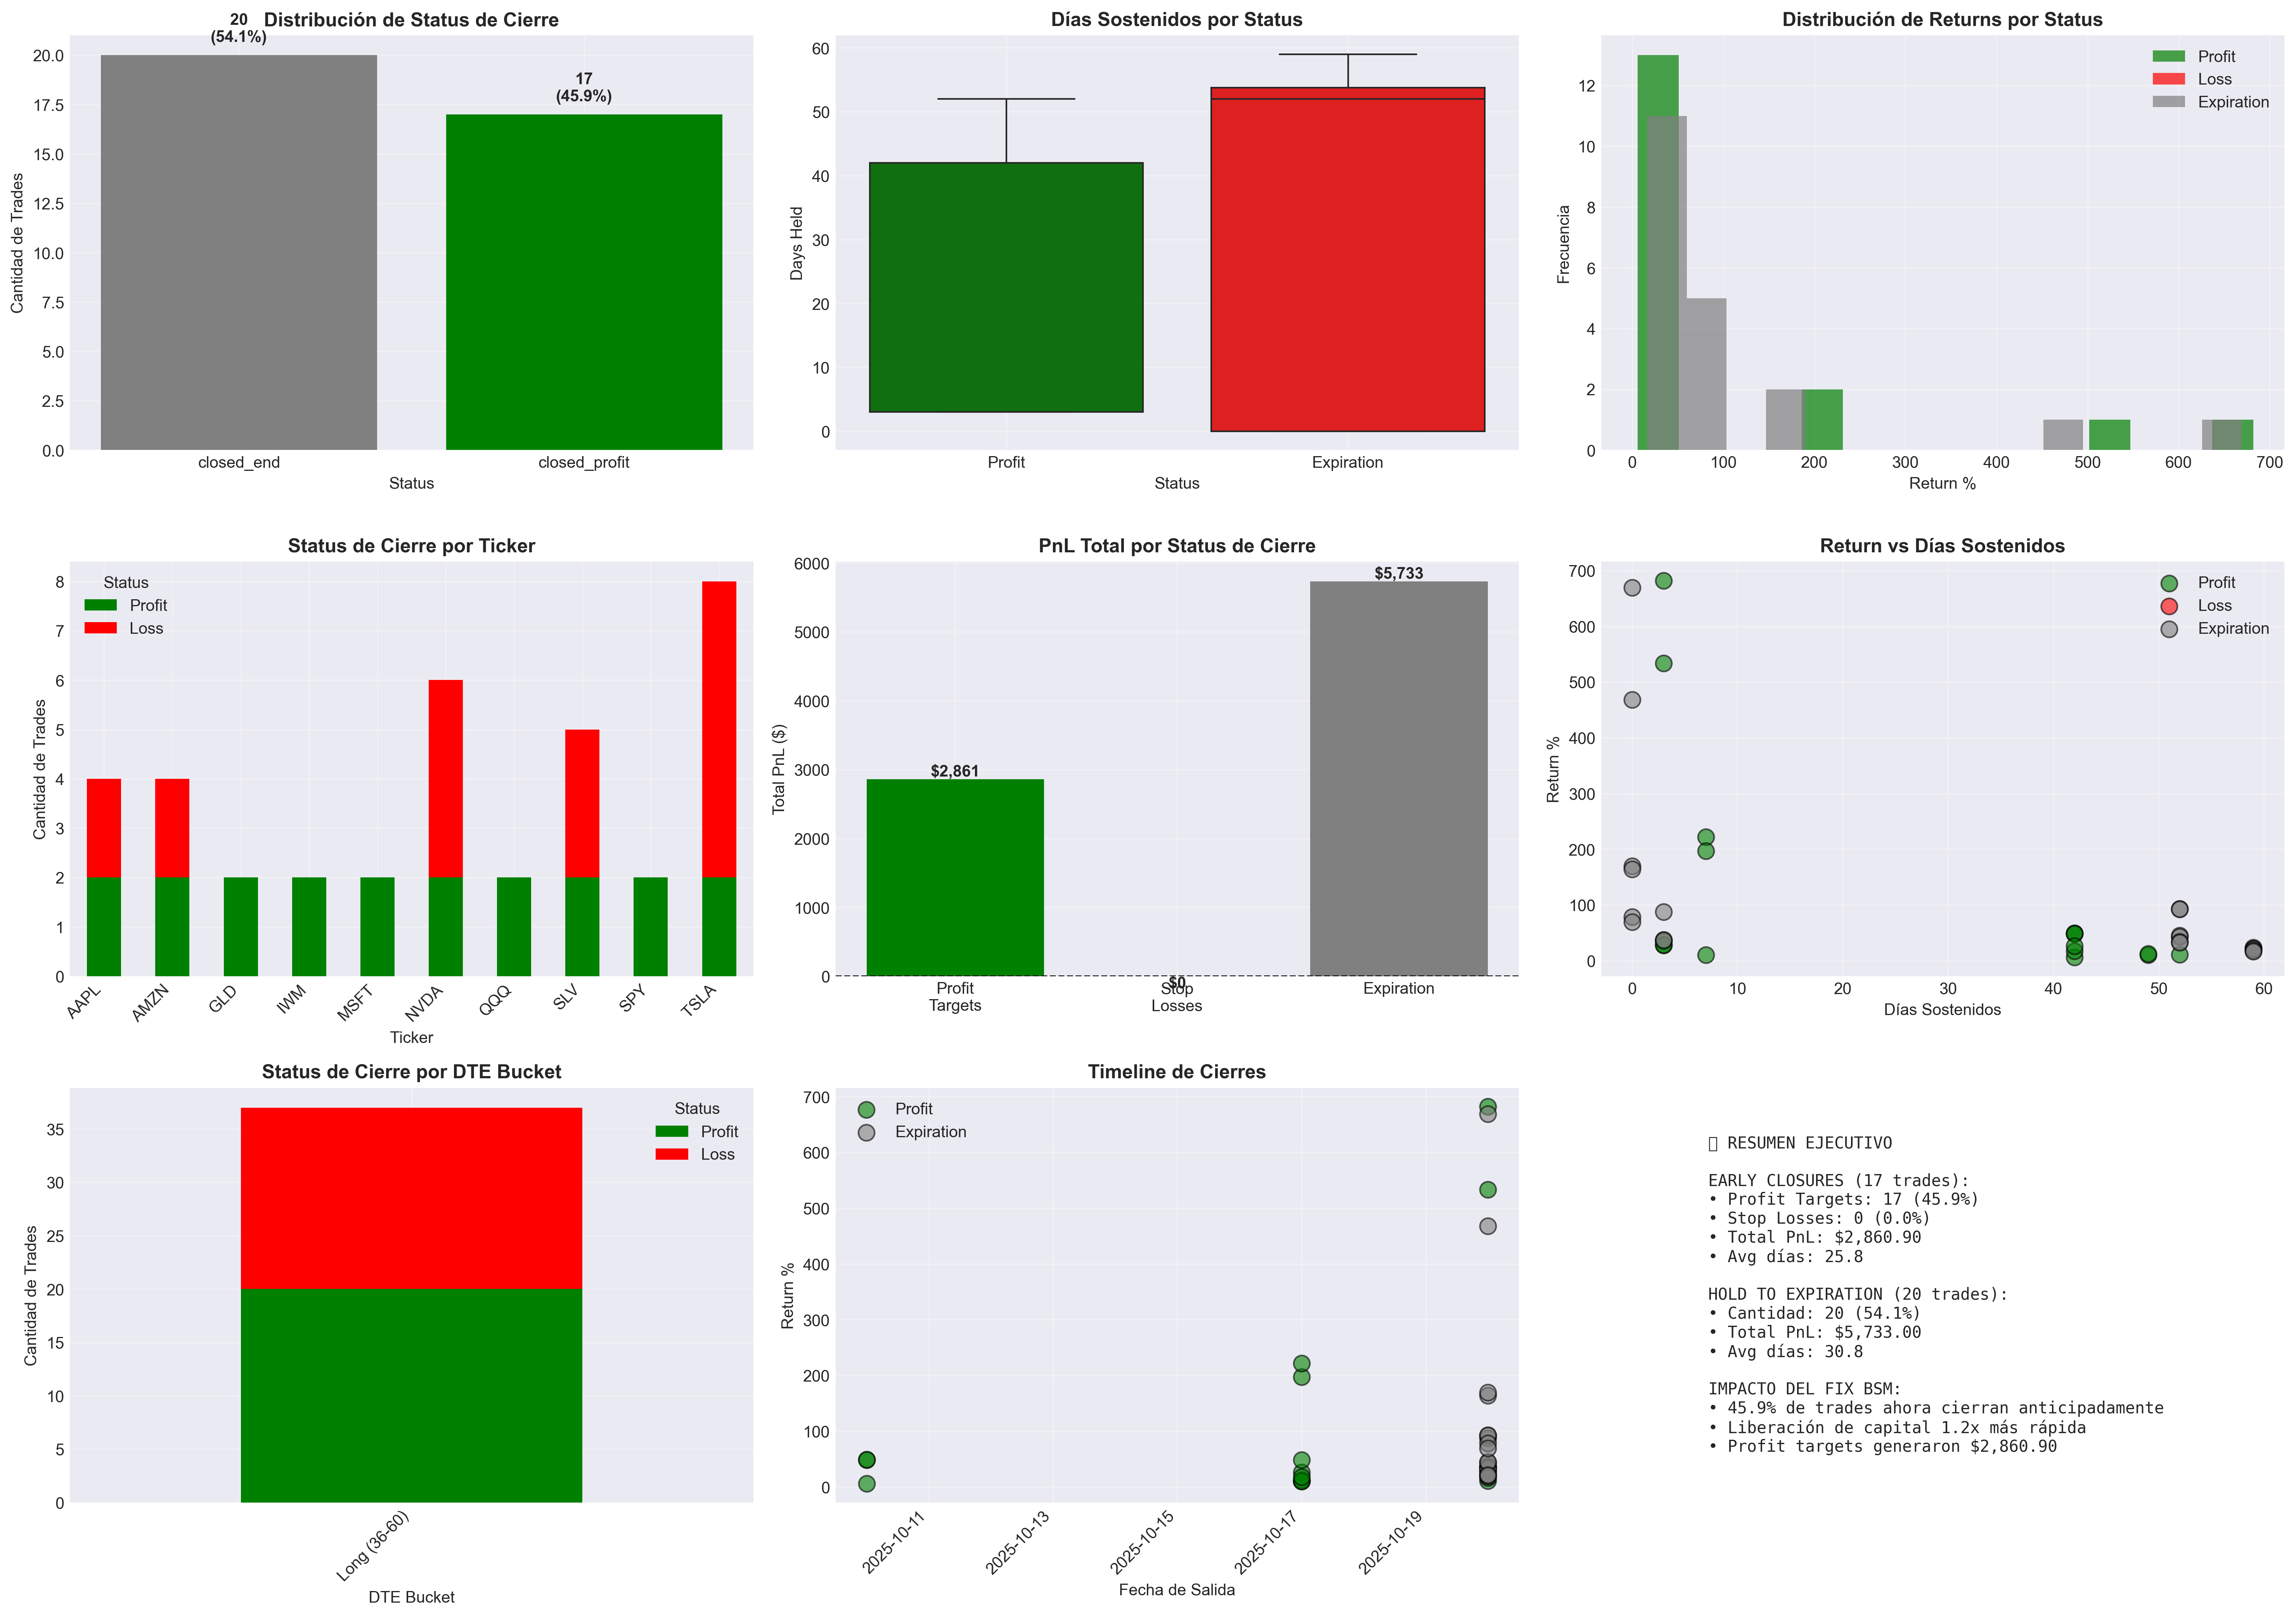 Distribución de Status de Cierre
20
(54.1%)
17
(45.9%)
Cantidad de Trades
20.0
17.5
15.0
12.5
10.0
7.5
5.0
2.5
0.0
closed_end
closed_profit
Status
Días Sostenidos por Status
Days Held
60
50
40
30
20
10
0
Profit
Expiration
Status
Distribución de Returns por Status
Profit
Loss
Expiration
Frecuencia
12
10
8
6
4
2
0
0
100
200
300
400
500
600
700
Return %
Status de Cierre por Ticker
Status
Profit
Loss
Cantidad de Trades
8
7
6
5
4
3
2
1
0
AAPL
AMZN
GLD
IWM
MSFT
NVDA
QQQ
SLV
SPY
TSLA
Ticker
PnL Total por Status de Cierre
Total PnL ($)
6000
5000
4000
3000
2000
1000
0
$2,861
$0
$5,733
Profit
Targets
Stop
Losses
Expiration
Return vs Días Sostenidos
Profit
Loss
Expiration
Return %
700
600
500
400
300
200
100
0
0
10
20
30
40
50
60
Días Sostenidos
Status de Cierre por DTE Bucket
Status
Profit
Loss
Cantidad de Trades
35
30
25
20
15
10
5
0
Long (36-60)
DTE Bucket
Timeline de Cierres
Profit
Expiration
Return %
700
600
500
400
300
200
100
0
2025-10-11
2025-10-13
2025-10-15
2025-10-17
2025-10-19
Fecha de Salida
RESUMEN EJECUTIVO
EARLY CLOSURES (17 trades):
• Profit Targets: 17 (45.9%)
• Stop Losses: 0 (0.0%)
• Total PnL: $2,860.90
• Avg días: 25.8
HOLD TO EXPIRATION (20 trades):
• Cantidad: 20 (54.1%)
• Total PnL: $5,733.00
• Avg días: 30.8
IMPACTO DEL FIX BSM:
• 45.9% de trades ahora cierran anticipadamente
• Liberación de capital 1.2x más rápida
• Profit targets generaron $2,860.90